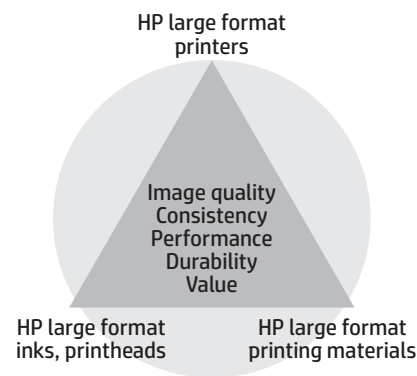 HP large format
printers
Image quality
Consistency
Performance
Durability
Value
HP large format
inks, printheads
HP large format
printing materials